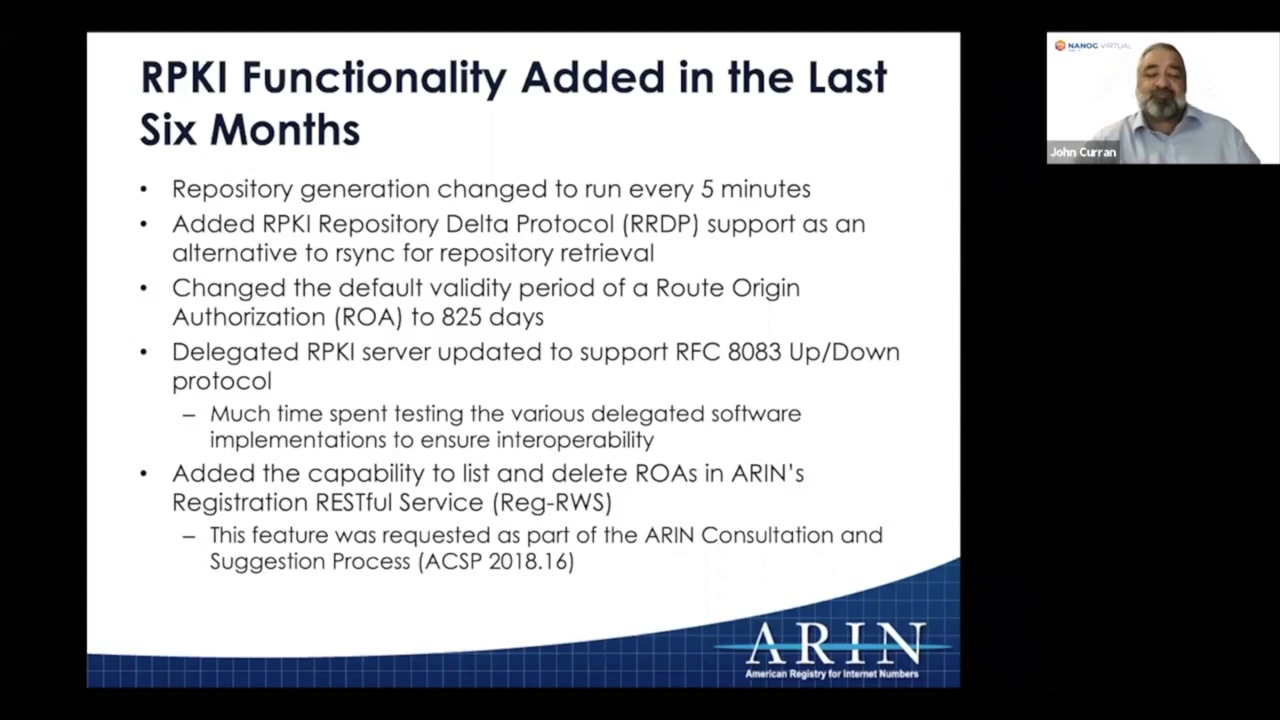 RPKI Functionality Added in the Last
Six Months
• Repository generation changed to run every 5 minutes
• Added RPKI Repository Delta Protocol (RRDP) support as an
alternative to rsync for repository retrieval
• Changed the default validity period of a Route Origin
Authorization (ROA) to 825 days
• Delegated RPKI server updated to support RFC 8083 Up/Down
protocol
– Much time spent testing the various delegated software
implementations to ensure interoperability
• Added the capability to list and delete ROAs in ARIN's
Registration RESTful Service (Reg-RWS)
– This feature was requested as part of the ARIN Consultation and
Suggestion Process (ACSP 2018.16)
ARIN
American Registry for Internet Numbers
NANOG VIRTUAL
John Curran